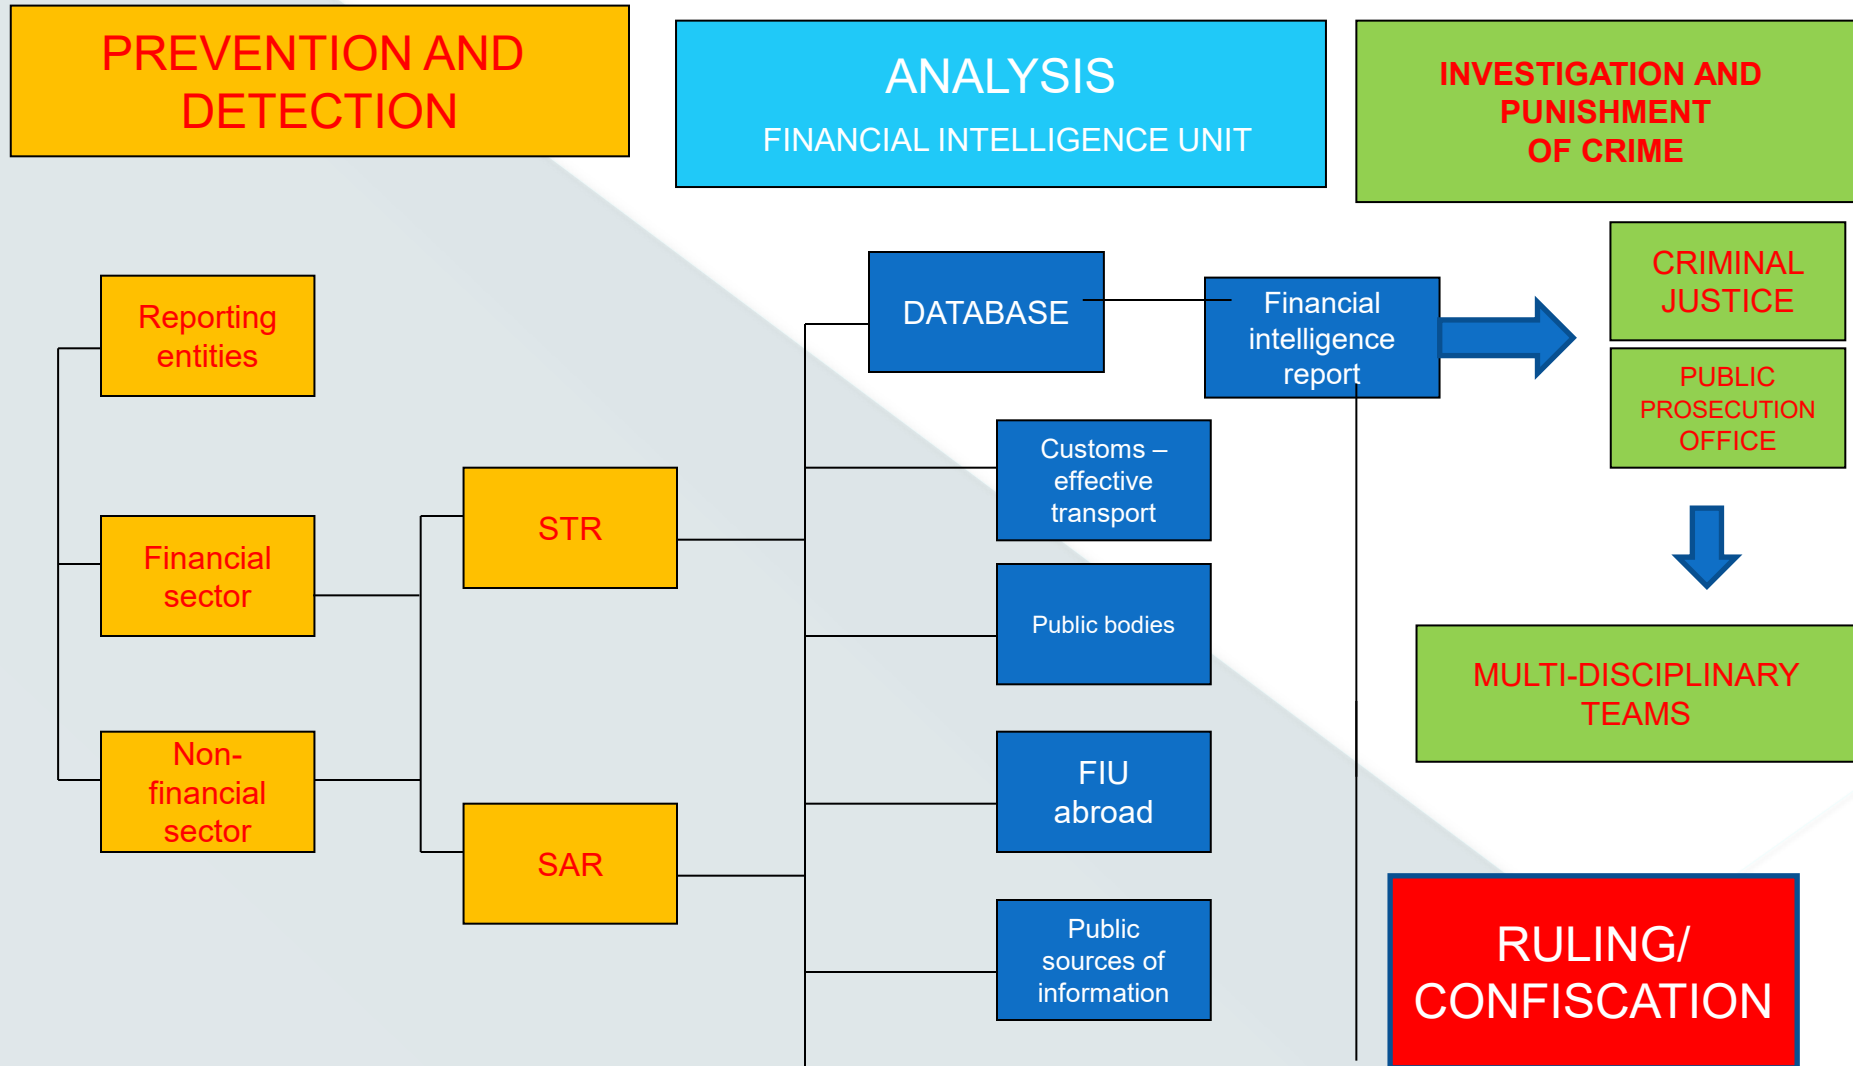 PREVENTION AND
DETECTION
ANALYSIS
FINANCIAL INTELLIGENCE UNIT
INVESTIGATION AND
PUNISHMENT
OF CRIME
Reporting
entities
Financial
sector
Non-
financial
sector
STR
SAR
DATABASE
Financial
intelligence
report
Customs –
effective
transport
Public bodies
FIU
abroad
Public
sources of
information
CRIMINAL
JUSTICE
PUBLIC
PROSECUTION
OFFICE
MULTI-DISCIPLINARY
TEAMS
RULING/
CONFISCATION